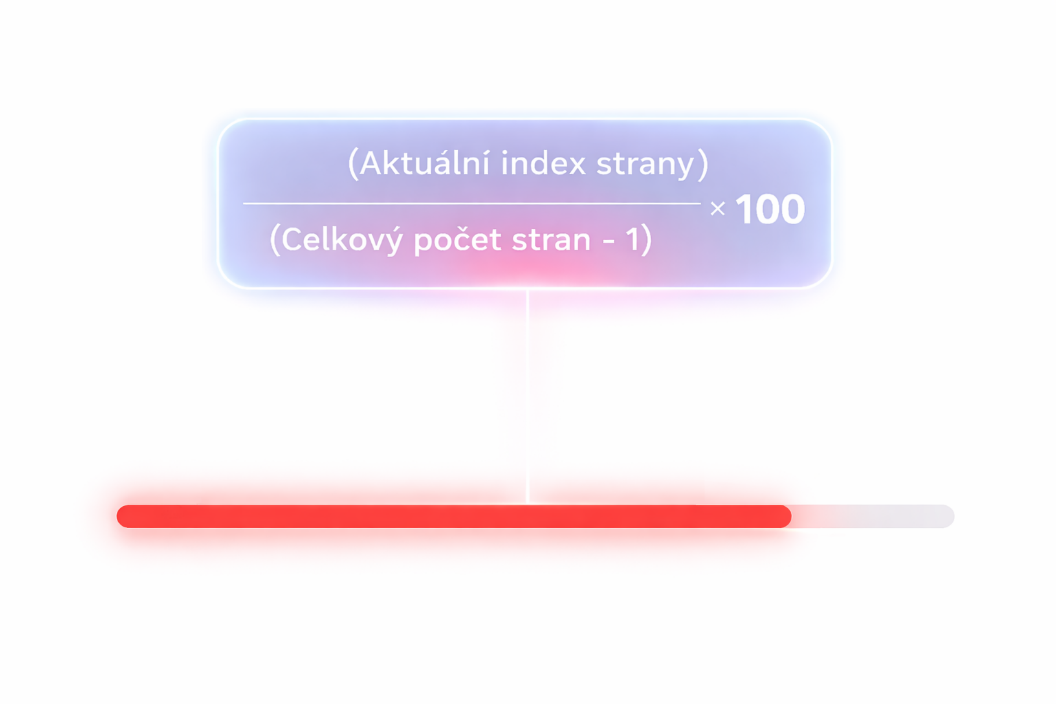 (Aktuální index strany)
(Celkový počet stran - 1)
× 100